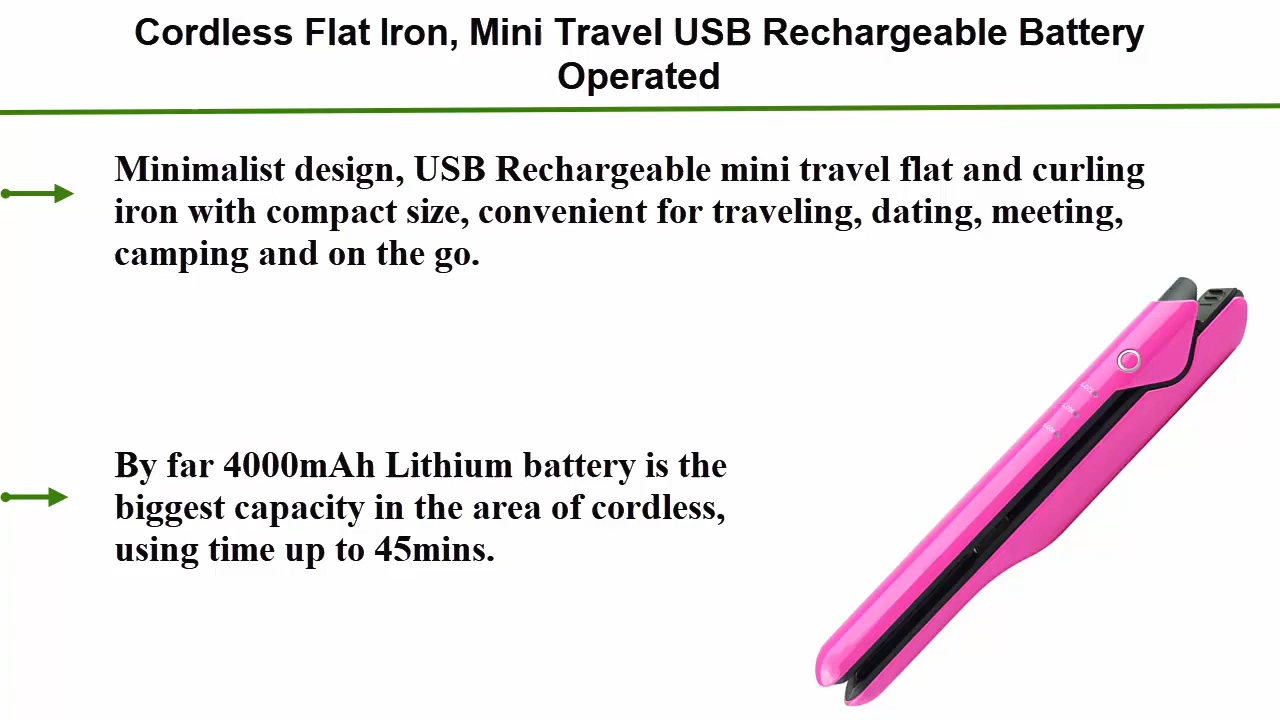 Cordless Flat Iron, Mini Travel USB Rechargeable Battery
Operated
Minimalist design, USB Rechargeable mini travel flat and curling
iron with compact size, convenient for traveling, dating, meeting,
camping and on the go.
By far 4000mAh Lithium battery is the
biggest capacity in the area of cordless,
using time up to 45mins.